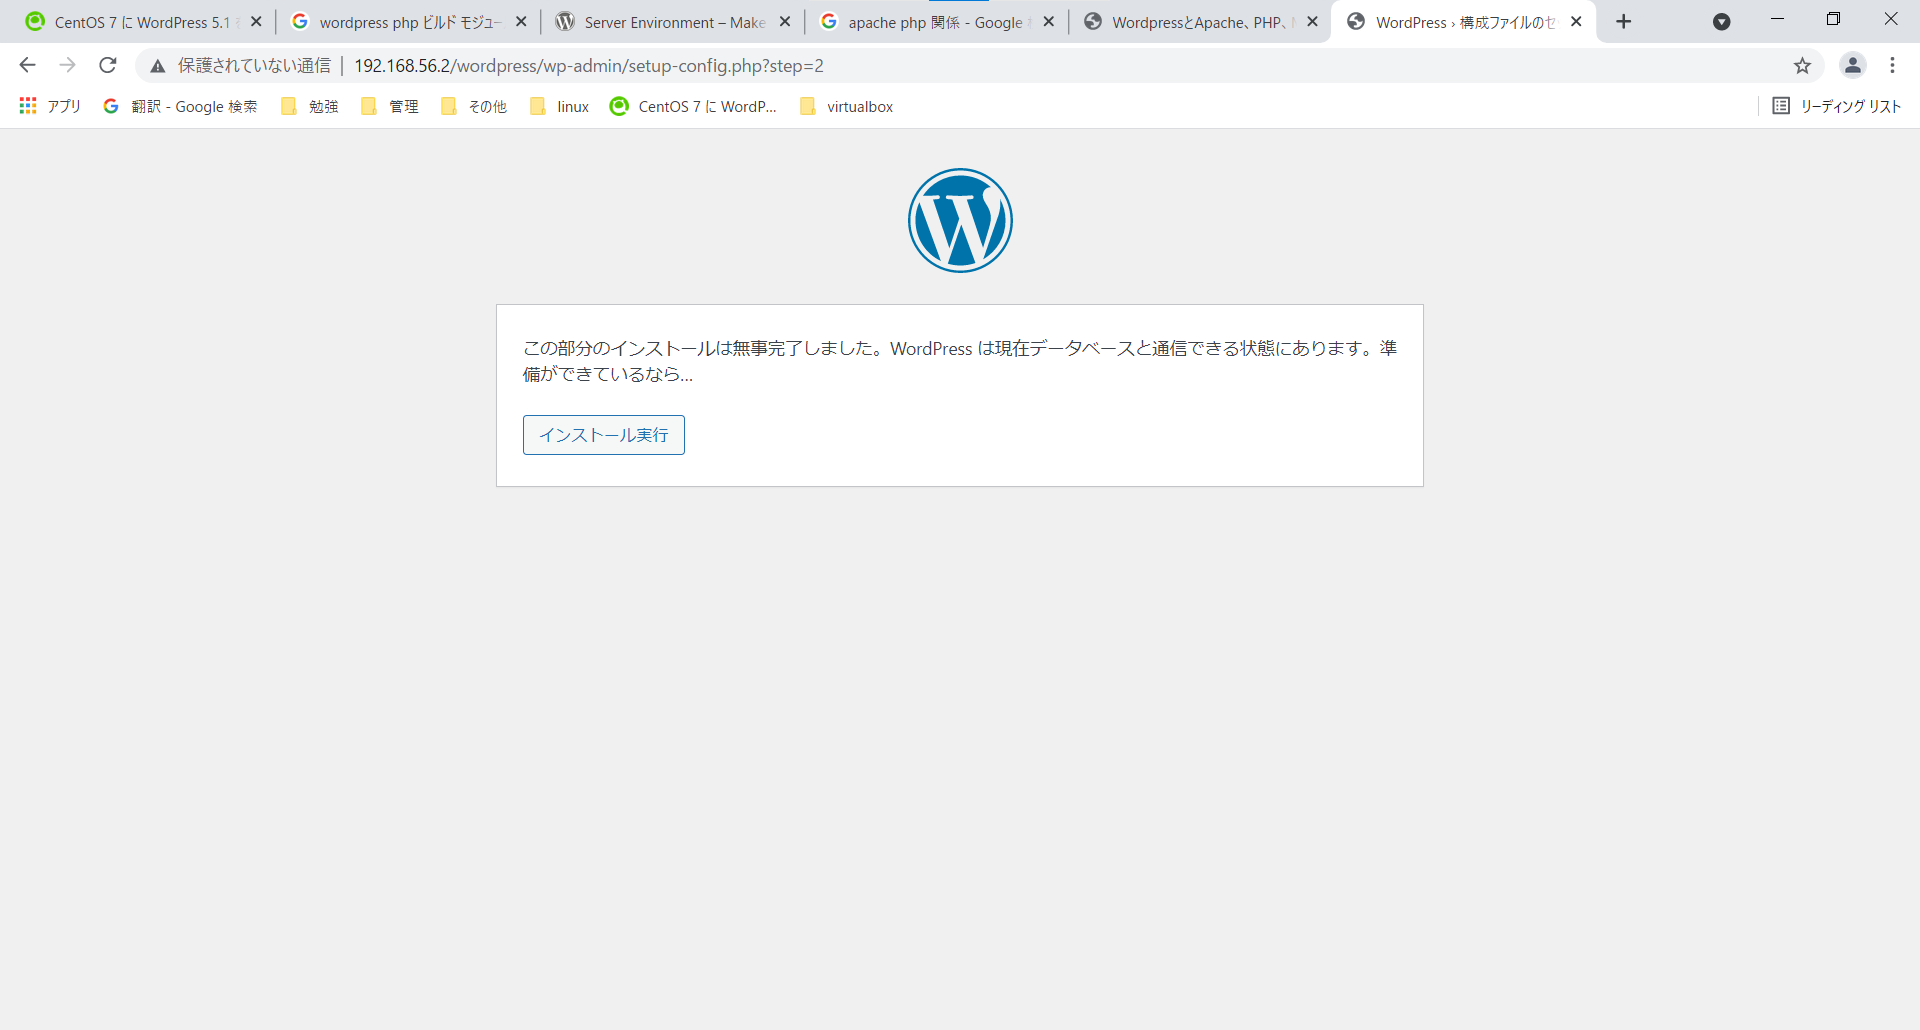 CentOS 7 に WordPress 5.1
wordpress php ビルド モジュー
Server Environment – Make
apache php 関係 - Google
WordpressとApache、PHP、
WordPress › 構成ファイルのセ
保護されていない通信 192.168.56.2/wordpress/wp-admin/setup-config.php?step=2
アプリ 翻訳 - Google 検索 勉強 管理 その他 linux CentOS 7 に WordP... virtualbox リーディング リスト
この部分のインストールは無事完了しました。WordPress は現在データベースと通信できる状態にあります。準
備ができているなら…
インストール実行